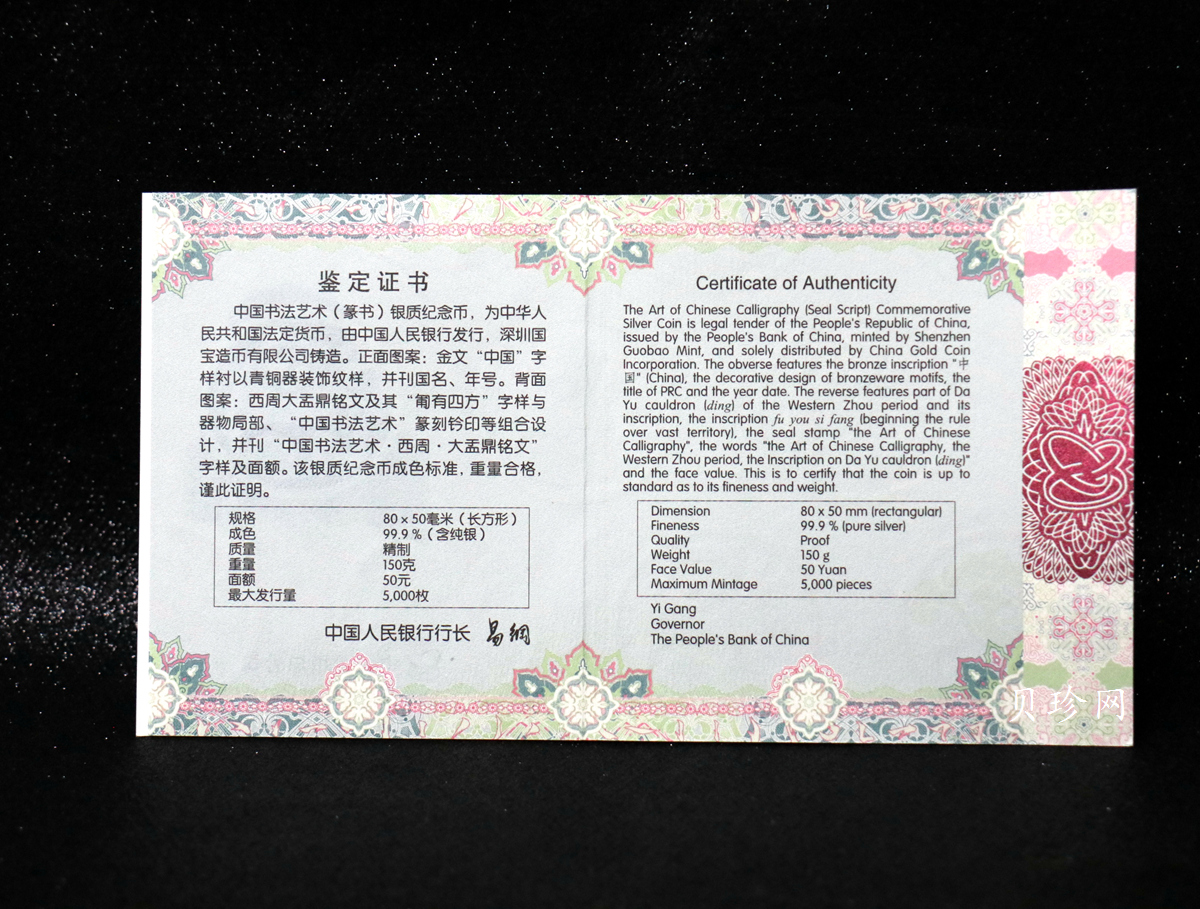 鉴定证书
中国书法艺术（篆书）银质纪念币，为中华人
民共和国法定货币，由中国人民银行发行，深圳国
宝造币有限公司铸造。正面图案：金文“中国”字
样衬以青铜器装饰纹样，并刊国名、年号。背面
图案：西周大盂鼎铭文及其“匍有四方”字样与
器物局部、“中国书法艺术”篆刻钤印等组合设
计，并刊“中国书法艺术·西周·大盂鼎铭文”
字样及面额。该银质纪念币成色标准，重量合格，
谨此证明。
规格 80×50毫米（长方形）
成色 99.9％（含纯银）
质量 精制
重量 150克
面额 50元
最大发行量 5,000枚
中国人民银行行长 易纲
Certificate of Authenticity
The Art of Chinese Calligraphy (Seal Script) Commemorative
Silver Coin is legal tender of the People's Republic of China,
issued by the People's Bank of China, minted by Shenzhen
Guobao Mint, and solely distributed by China Gold Coin
Incorporation. The obverse features the bronze inscription "中
国" (China), the decorative design of bronzeware motifs, the
title of PRC and the year date. The reverse features part of Da
Yu cauldron (ding) of the Western Zhou period and its
inscription, the inscription fu you si fang (beginning the rule
over vast territory), the seal stamp "the Art of Chinese
Calligraphy", the words "the Art of Chinese Calligraphy, the
Western Zhou period, the Inscription on Da Yu cauldron (ding)"
and the face value. This is to certify that the coin is up to
standard as to its fineness and weight.
Dimension 80 x 50 mm (rectangular)
Fineness 99.9 % (pure silver)
Quality Proof
Weight 150 g
Face Value 50 Yuan
Maximum Mintage 5,000 pieces
Yi Gang
Governor
The People's Bank of China
贝珍网